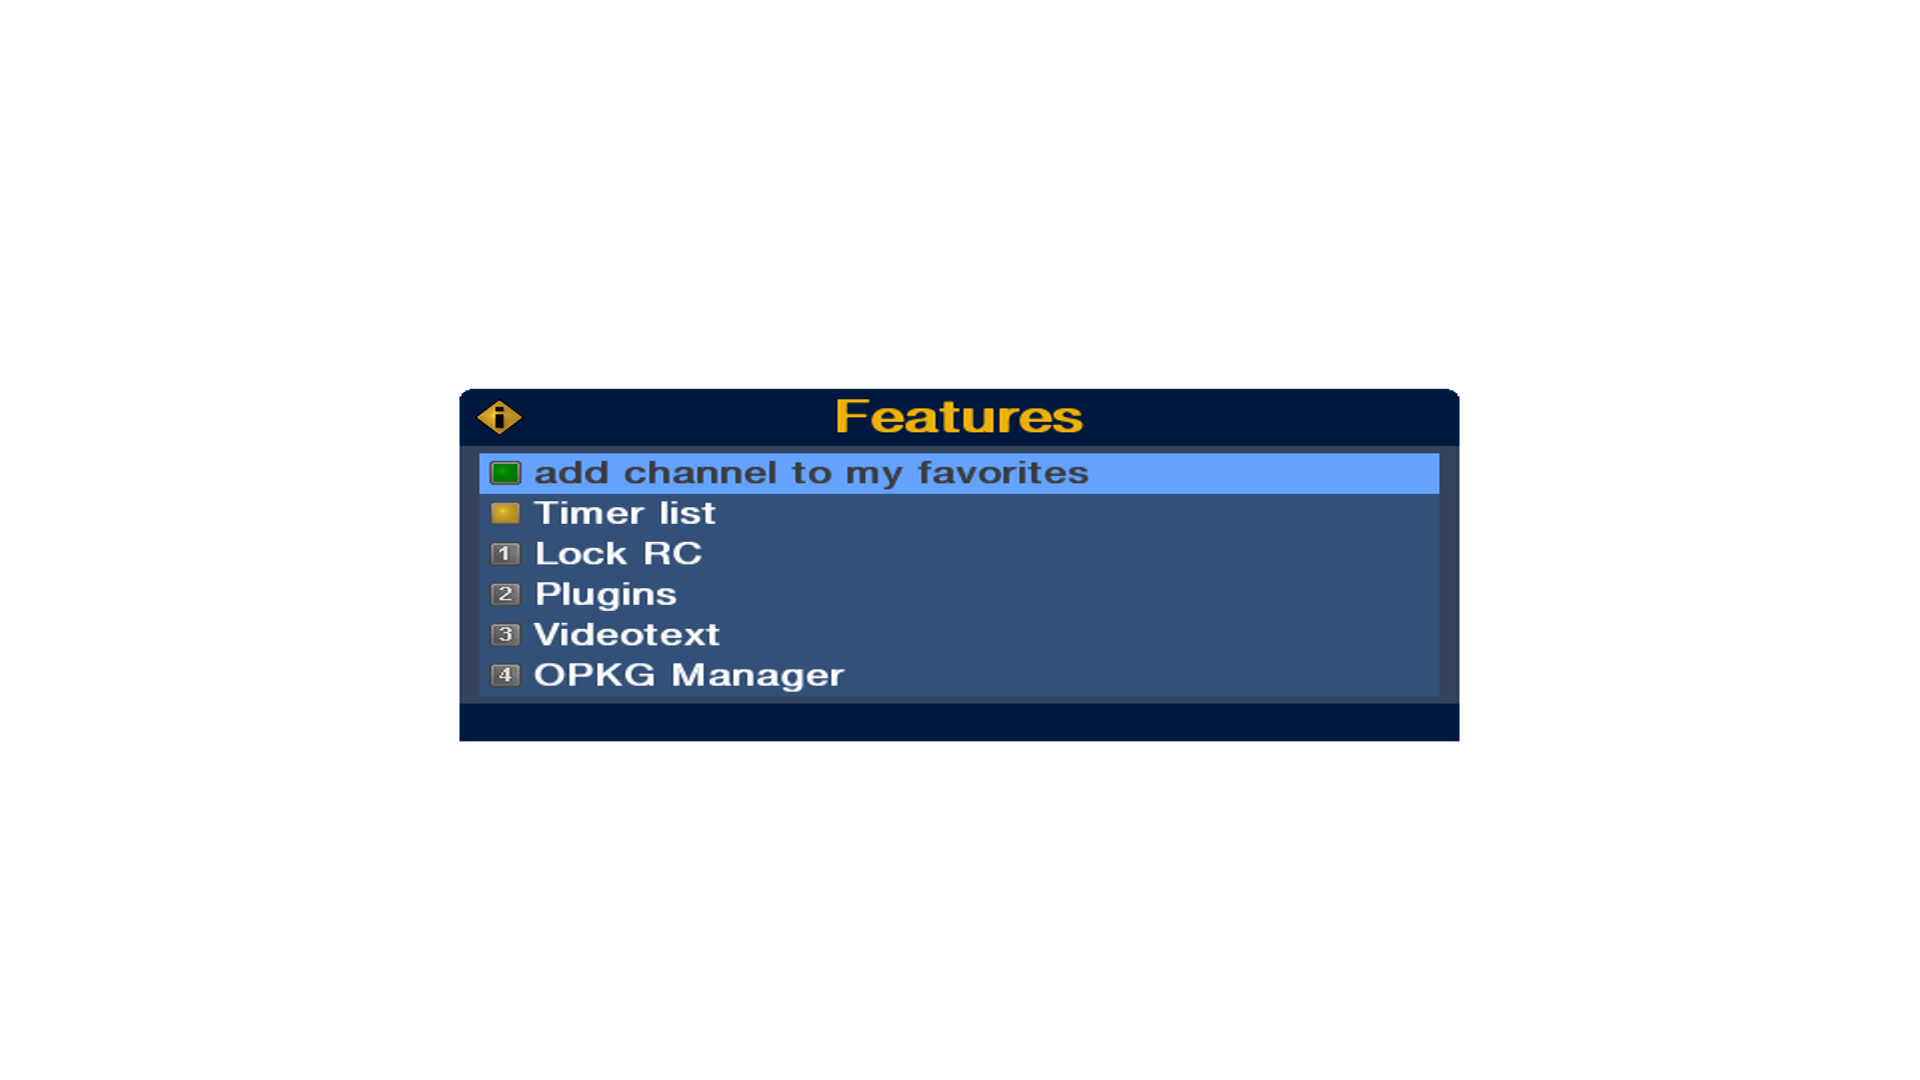 Features
add channel to my favorites
Timer list
1 Lock RC
2 Plugins
3 Videotext
4 OPKG Manager